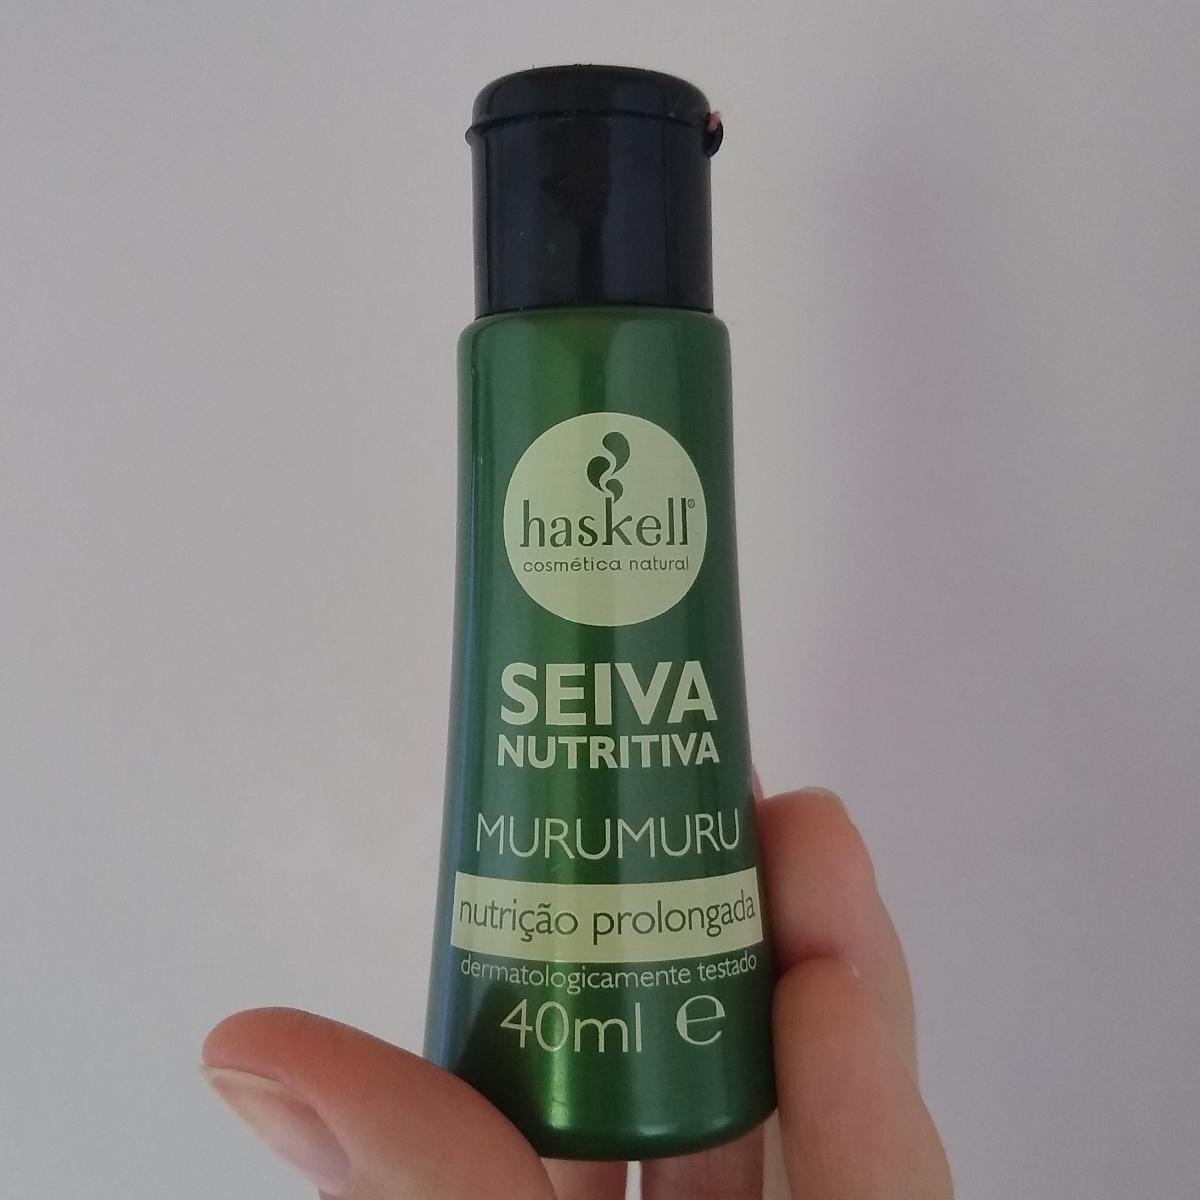 haskell®
cosmética natural
SEIVA
NUTRITIVA
MURUMURU
nutrição prolongada
dermatologicamente testado
40ml ℮